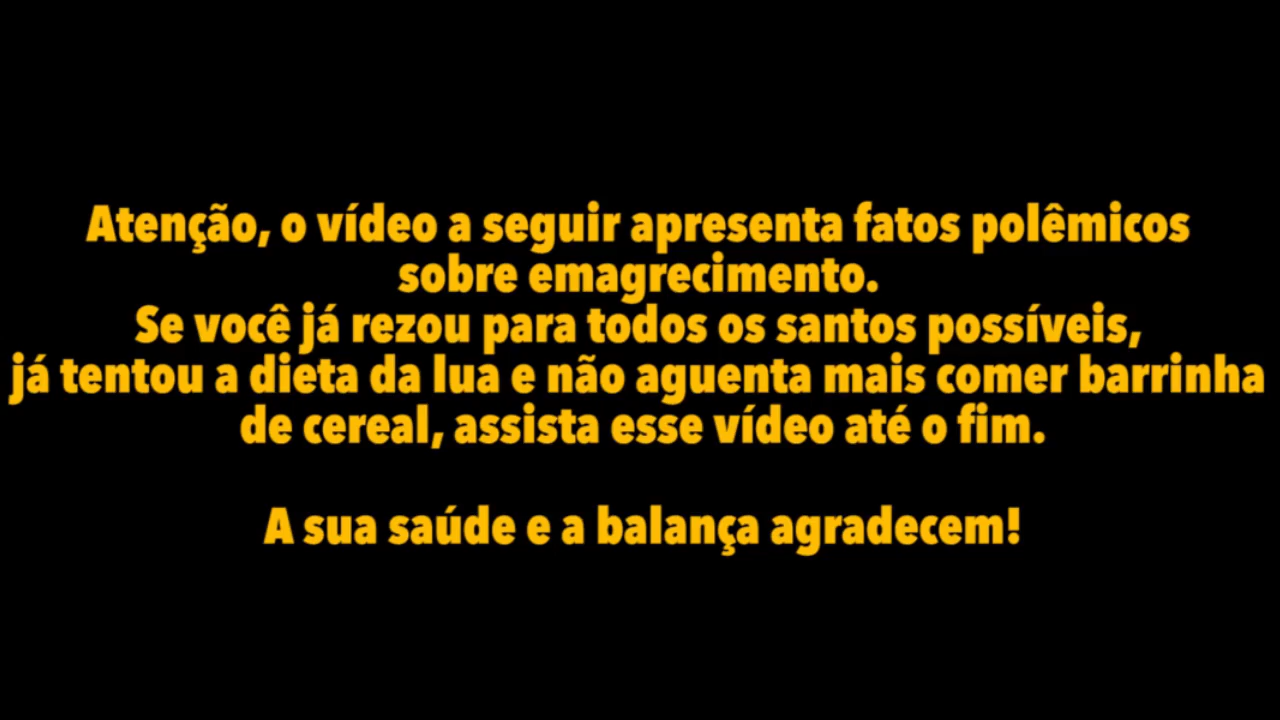 Atenção, o vídeo a seguir apresenta fatos polêmicos
sobre emagrecimento.
Se você já rezou para todos os santos possíveis,
já tentou a dieta da lua e não aguenta mais comer barrinha
de cereal, assista esse vídeo até o fim.
A sua saúde e a balança agradecem!